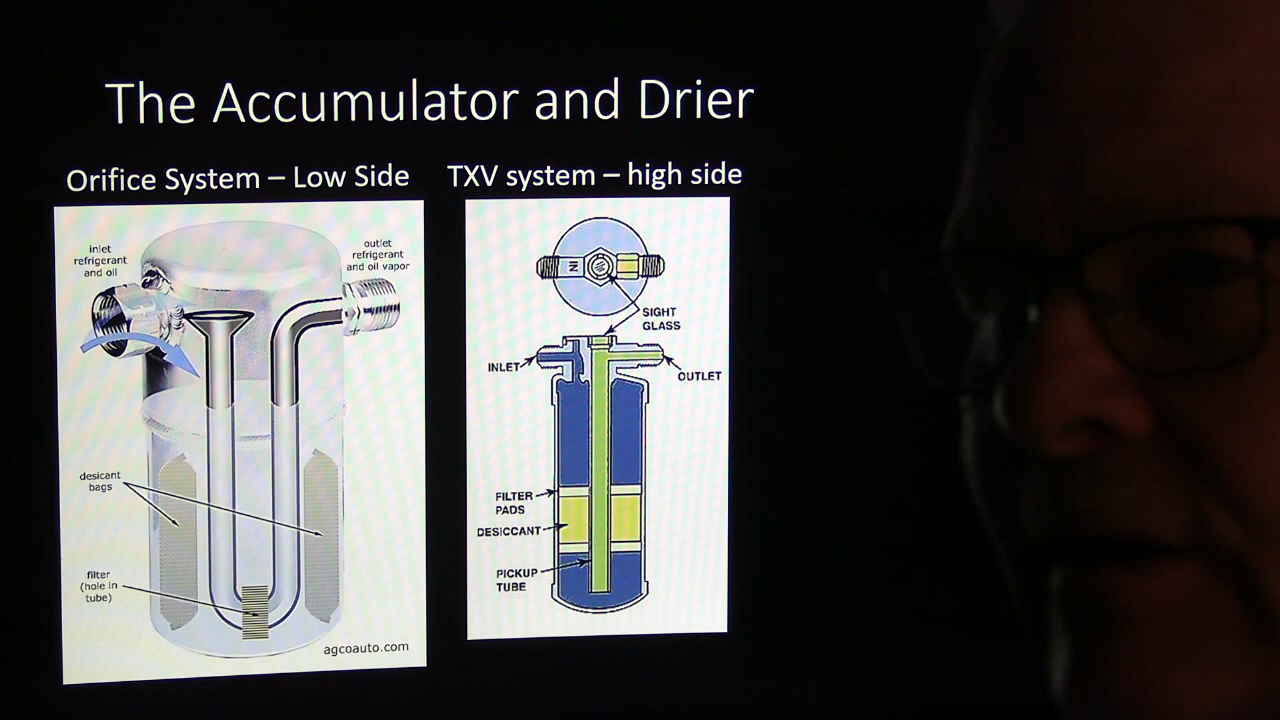 The Accumulator and Drier
Orifice System – Low Side
TXV system – high side
inlet
refrigerant
and oil
outlet
refrigerant
and oil vapor
desicant
bags
filter
(hole in
tube)
agcoauto.com
IN
SIGHT
GLASS
INLET
OUTLET
FILTER
PADS
DESICCANT
PICKUP
TUBE